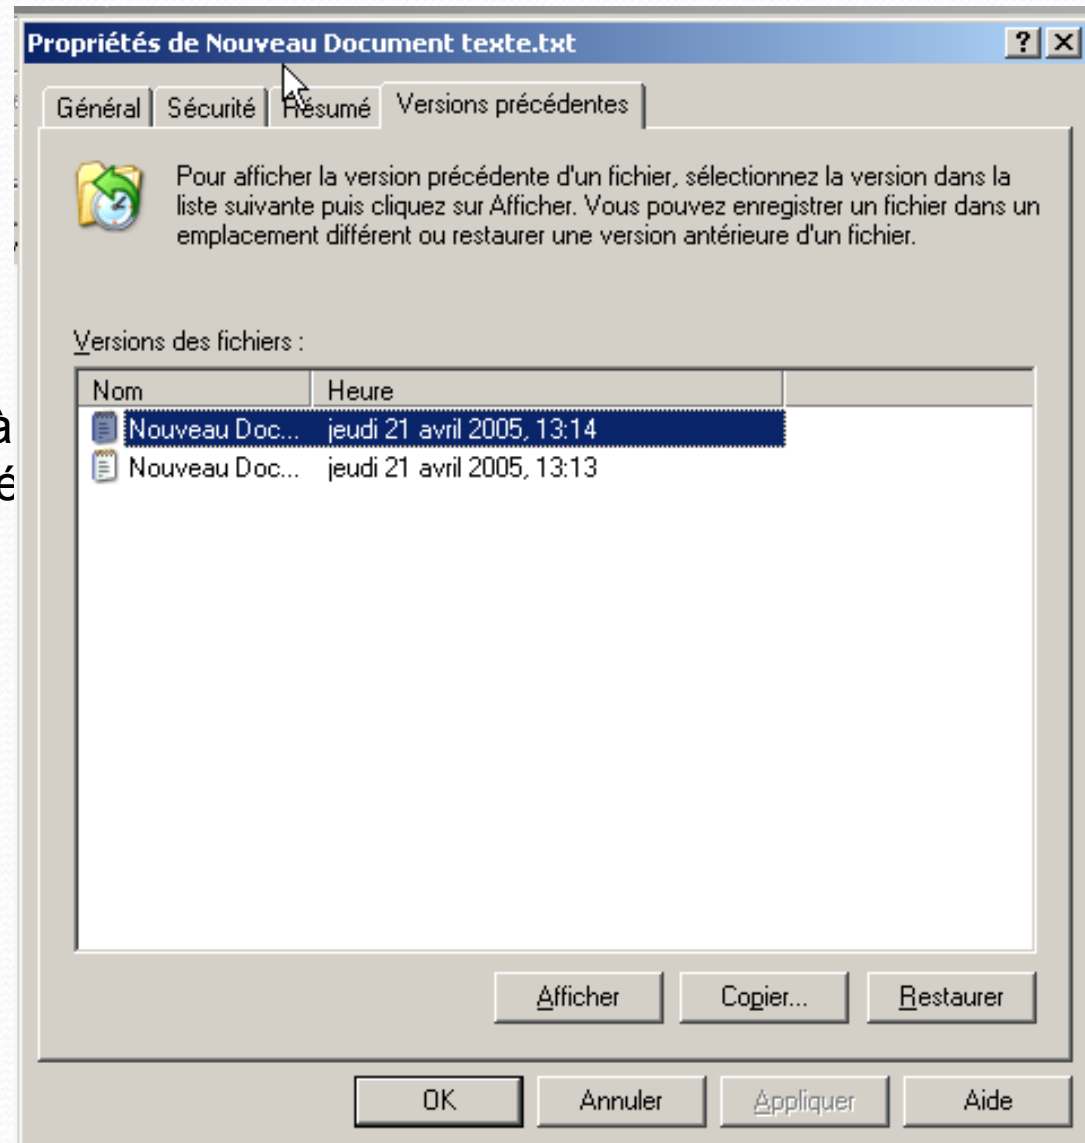 Propriétés de Nouveau Document texte.txt
Général Sécurité Résumé Versions précédentes
Pour afficher la version précédente d'un fichier, sélectionnez la version dans la
liste suivante puis cliquez sur Afficher. Vous pouvez enregistrer un fichier dans un
emplacement différent ou restaurer une version antérieure d'un fichier.
Versions des fichiers :
Nom Heure
à
Nouveau Doc... jeudi 21 avril 2005, 13:14
é
Nouveau Doc... jeudi 21 avril 2005, 13:13
Afficher Copier... Restaurer
OK Annuler Appliquer Aide